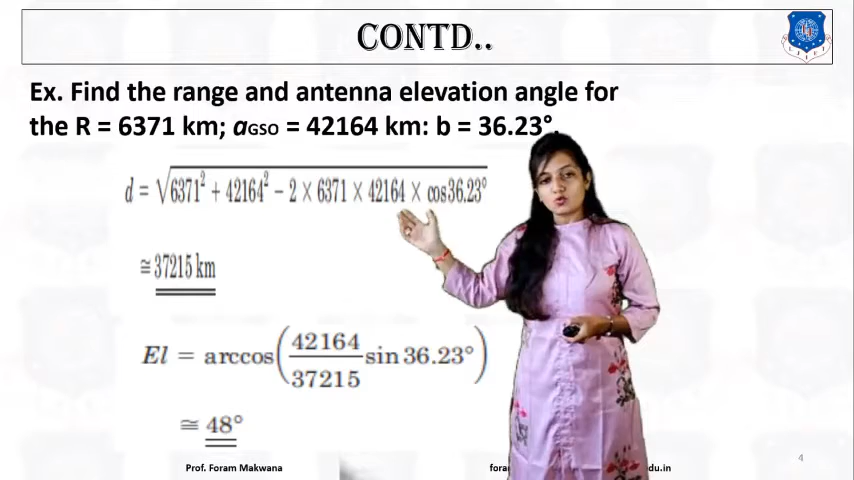 CONTD..
Ex. Find the range and antenna elevation angle for
the R = 6371 km; aGSO = 42164 km: b = 36.23°.
d = √6371² + 42164² − 2 × 6371 × 42164 × cos36.23°
≅ 37215 km
El = arccos(42164/37215 sin 36.23°)
≅ 48°
4
Prof. Foram Makwana